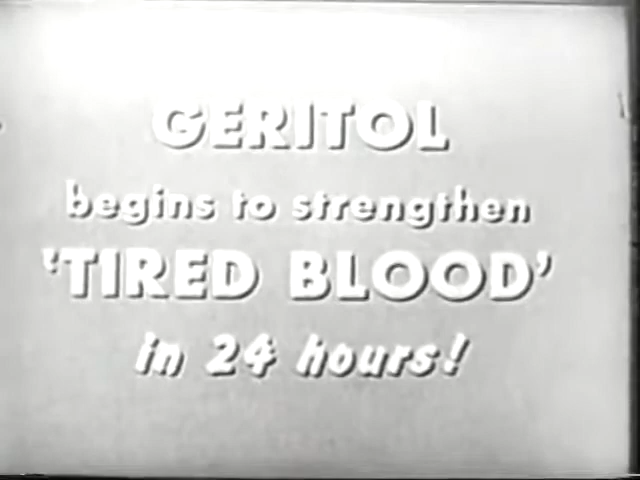 GERITOL
begins to strengthen
'TIRED BLOOD'
in 24 hours!